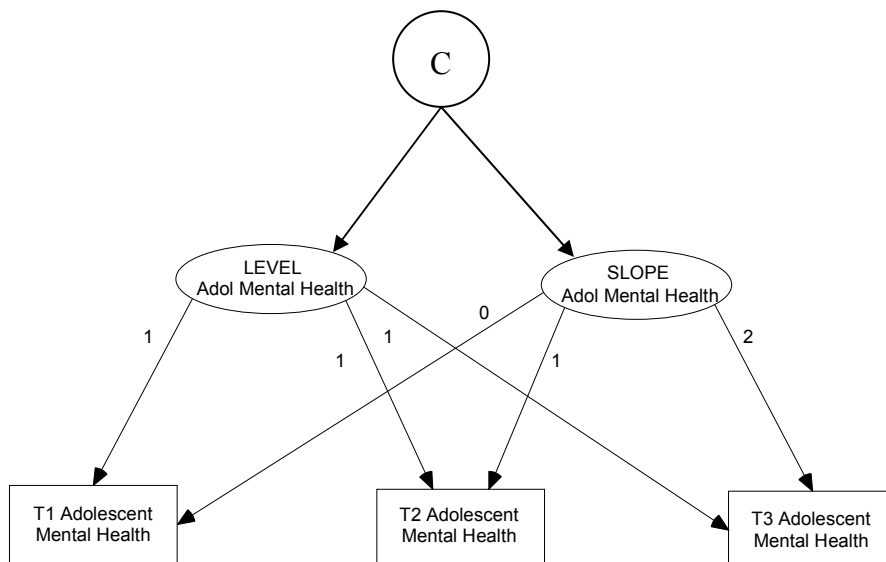 C
LEVEL
Adol Mental Health
SLOPE
Adol Mental Health
1
1
1
0
1
2
T1 Adolescent
Mental Health
T2 Adolescent
Mental Health
T3 Adolescent
Mental Health